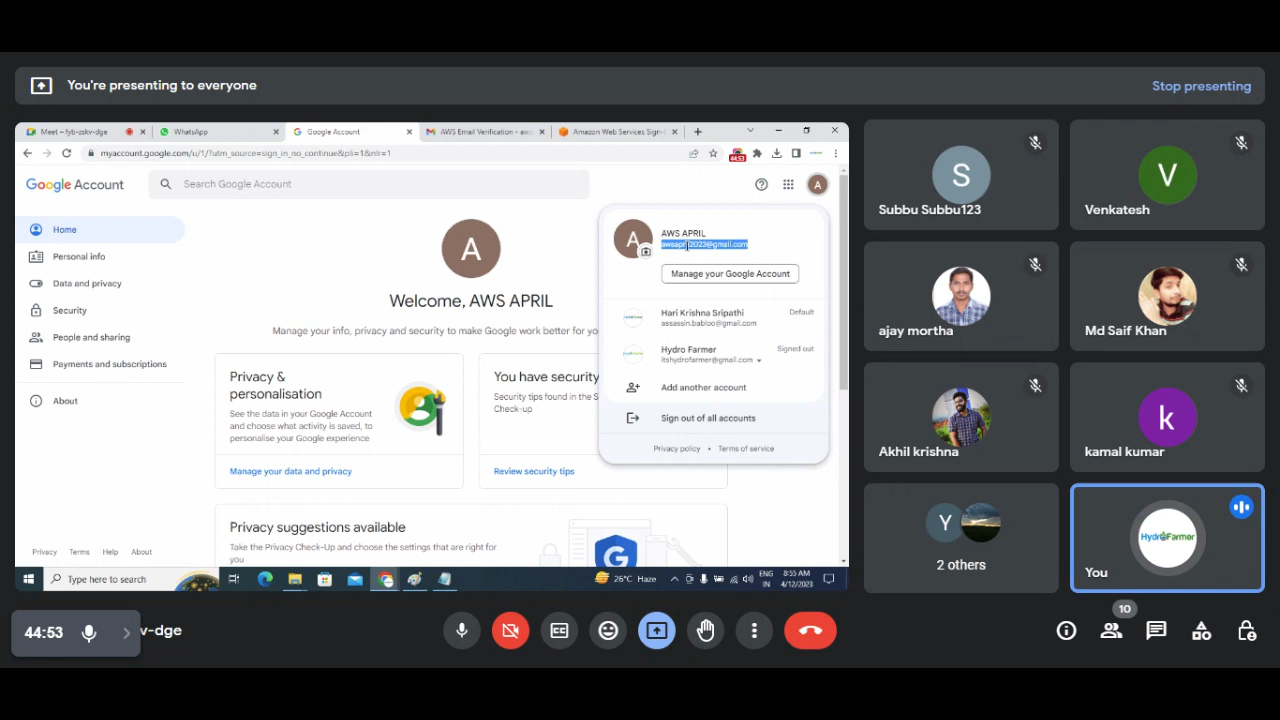 You're presenting to everyone
Stop presenting
Meet – fyb-zskv-dge
WhatsApp
Google Account
AWS Email Verification - aws
Amazon Web Services Sign-
myaccount.google.com/u/1/?utm_source=sign_in_no_continue&pli=1&nlr=1
44:53
Google Account
Search Google Account
A
Home
Personal info
Data and privacy
Security
People and sharing
Payments and subscriptions
About
A
Welcome, AWS APRIL
Manage your info, privacy and security to make Google work better for yo
Privacy &
personalisation
See the data in your Google Account
and choose what activity is saved, to
personalise your Google experience
Manage your data and privacy
You have security
Security tips found in the S
Check-up
Review security tips
Privacy suggestions available
Take the Privacy Check-Up and choose the settings that are right for
you
A
AWS APRIL
Manage your Google Account
Hari Krishna Sripathi
Default
assassin.babloo@gmail.com
Hydro Farmer
Signed out
itshydrofarmer@gmail.com
Add another account
Sign out of all accounts
Privacy policy • Terms of service
Privacy Terms Help About
Type here to search
26°C Haze
ENG
IN
8:55 AM
4/12/2023
S
Subbu Subbu123
V
Venkatesh
ajay mortha
Md Saif Khan
Akhil krishna
k
kamal kumar
Y
2 others
HydroFarmer
You
44:53
v-dge
10